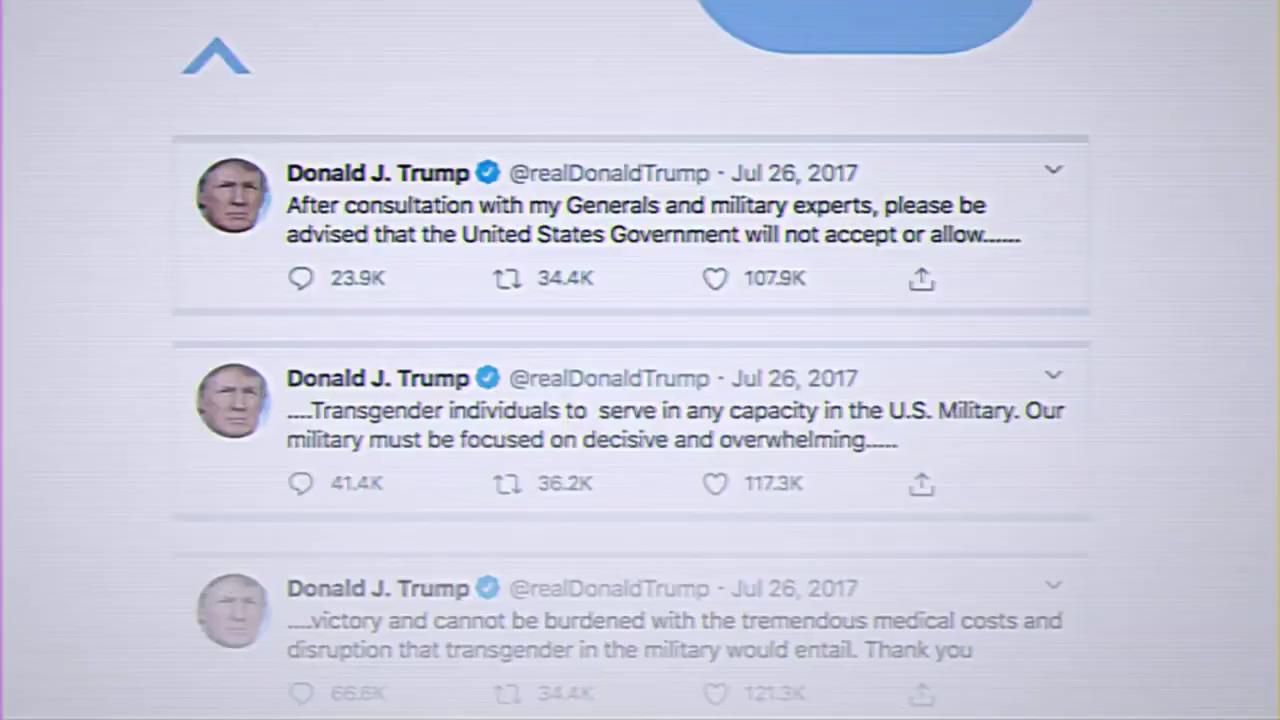 Donald J. Trump @realDonaldTrump · Jul 26, 2017
After consultation with my Generals and military experts, please be
advised that the United States Government will not accept or allow......
23.9K 34.4K 107.9K
Donald J. Trump @realDonaldTrump · Jul 26, 2017
....Transgender individuals to serve in any capacity in the U.S. Military. Our
military must be focused on decisive and overwhelming.....
41.4K 36.2K 117.3K
Donald J. Trump @realDonaldTrump · Jul 26, 2017
....victory and cannot be burdened with the tremendous medical costs and
disruption that transgender in the military would entail. Thank you
66.6K 34.4K 121.3K